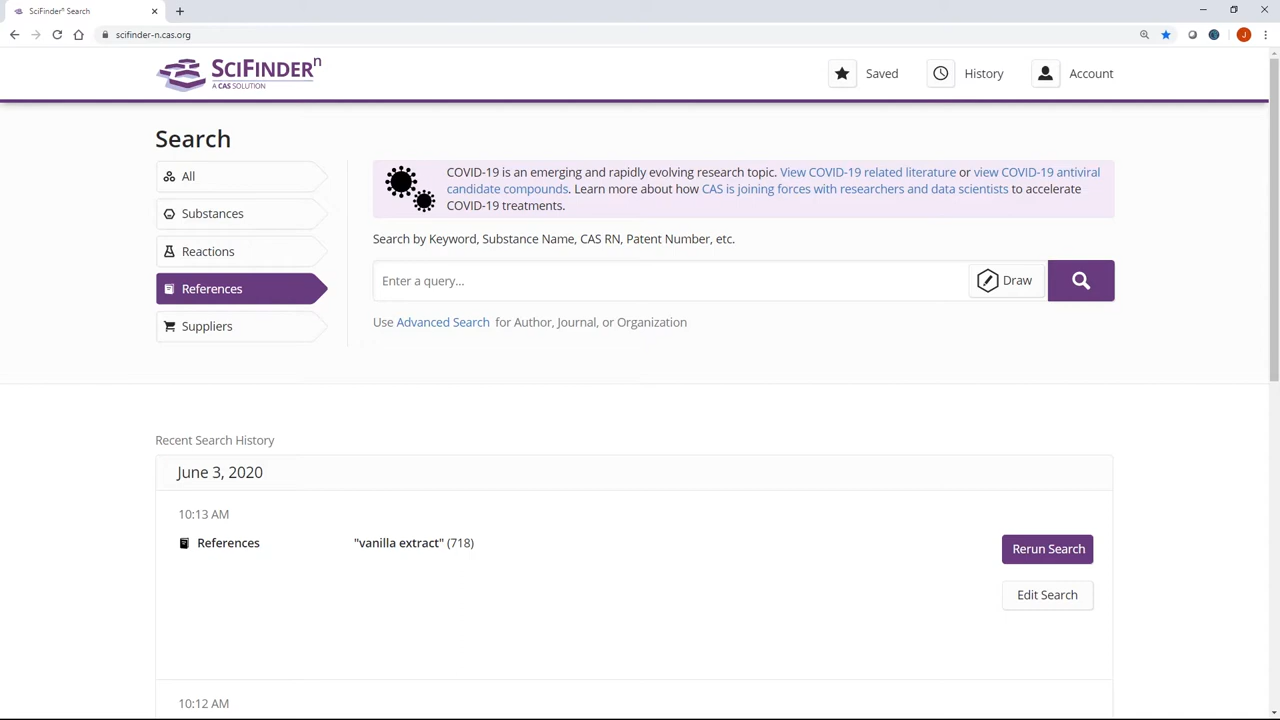 SciFinderⁿ Search
scifinder-n.cas.org
J
SCIFINDERⁿ
A CAS SOLUTION
Saved
History
Account
Search
All
Substances
Reactions
References
Suppliers
COVID-19 is an emerging and rapidly evolving research topic. View COVID-19 related literature or view COVID-19 antiviral
candidate compounds. Learn more about how CAS is joining forces with researchers and data scientists to accelerate
COVID-19 treatments.
Search by Keyword, Substance Name, CAS RN, Patent Number, etc.
Enter a query...
Draw
Use Advanced Search for Author, Journal, or Organization
Recent Search History
June 3, 2020
10:13 AM
References
"vanilla extract" (718)
Rerun Search
Edit Search
10:12 AM